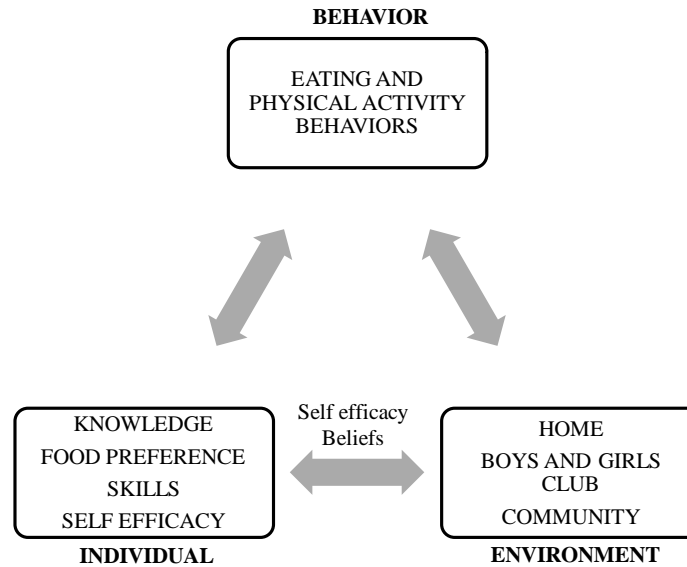 BEHAVIOR
EATING AND
PHYSICAL ACTIVITY
BEHAVIORS
Self efficacy
Beliefs
KNOWLEDGE
FOOD PREFERENCE
SKILLS
SELF EFFICACY
INDIVIDUAL
HOME
BOYS AND GIRLS
CLUB
COMMUNITY
ENVIRONMENT